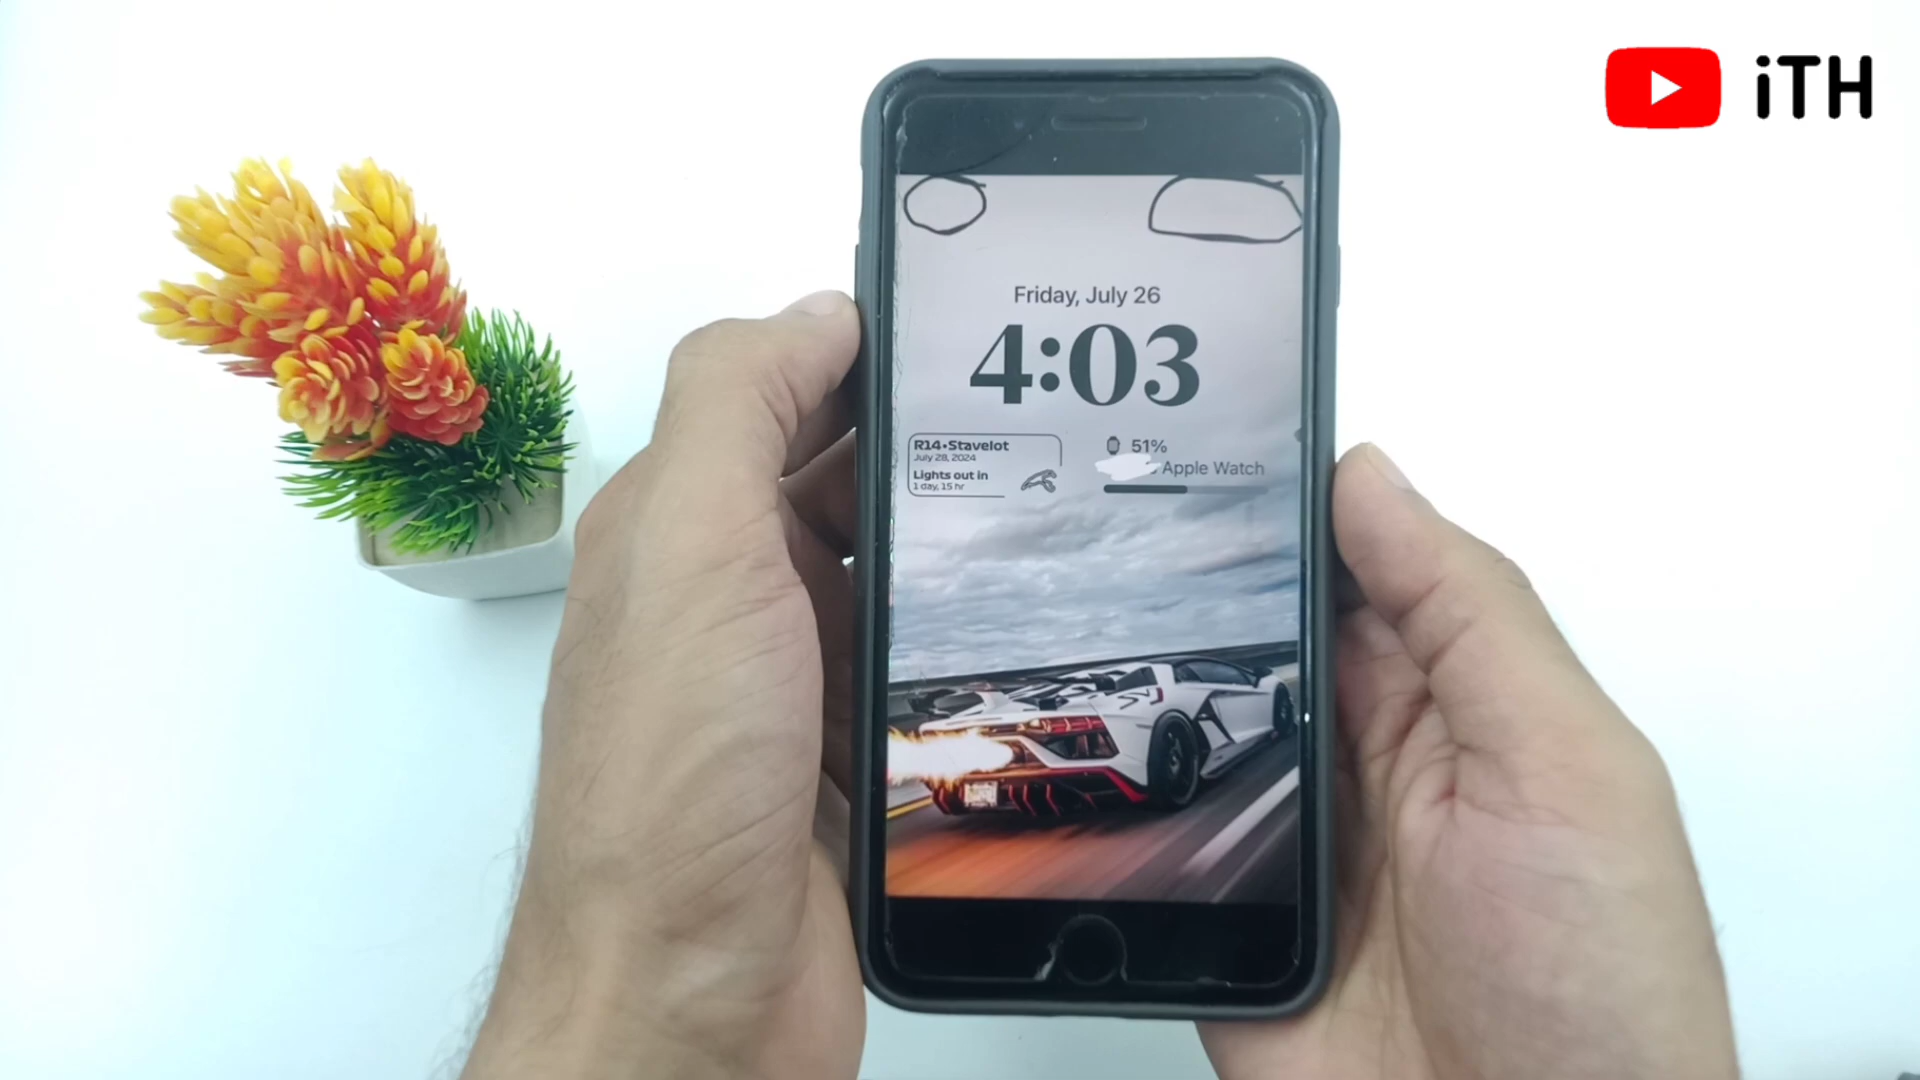 iTH
Friday, July 26
4:03
R14•Stavelot
July 28, 2024
Lights out in
1 day, 15 hr
51%
Apple Watch